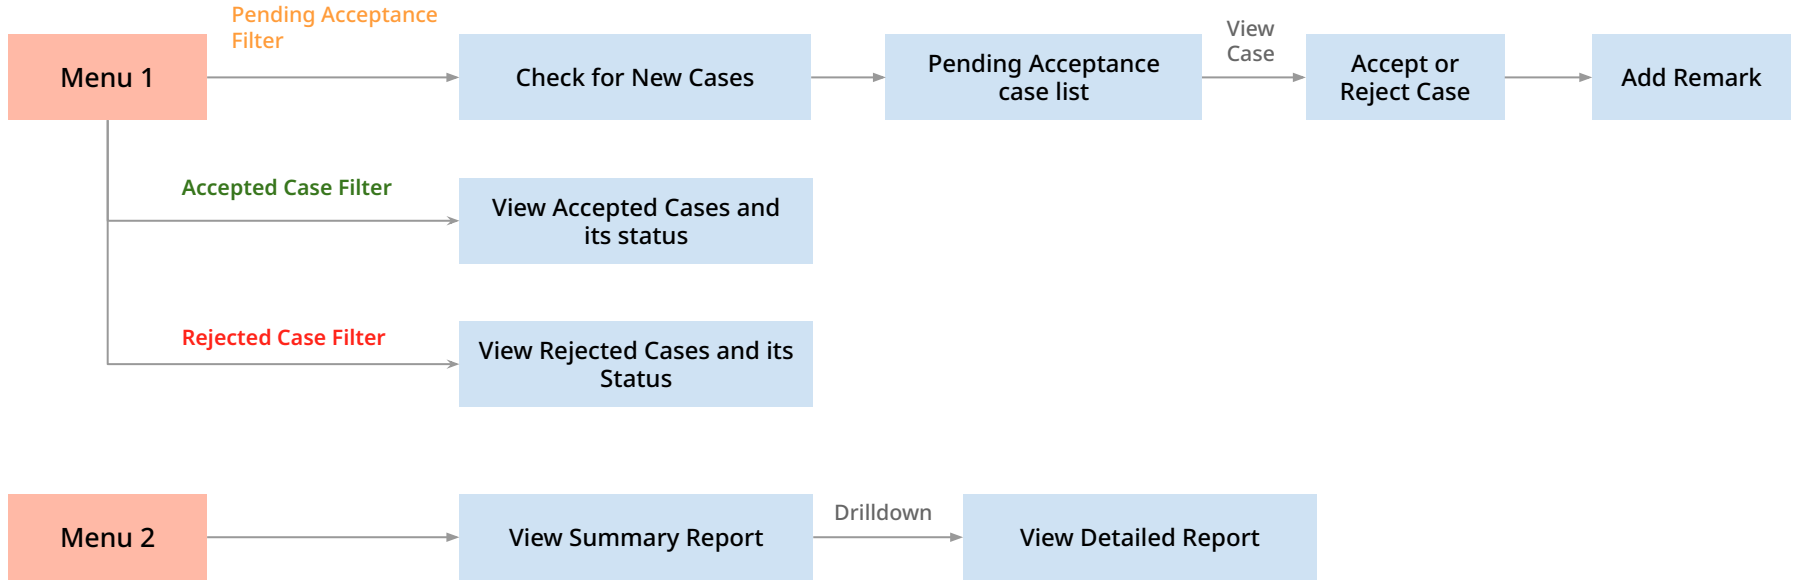 Pending Acceptance
Filter
Menu 1
Check for New Cases
Pending Acceptance
case list
View
Case
Accept or
Reject Case
Add Remark
Accepted Case Filter
View Accepted Cases and
its status
Rejected Case Filter
View Rejected Cases and its
Status
Menu 2
View Summary Report
Drilldown
View Detailed Report